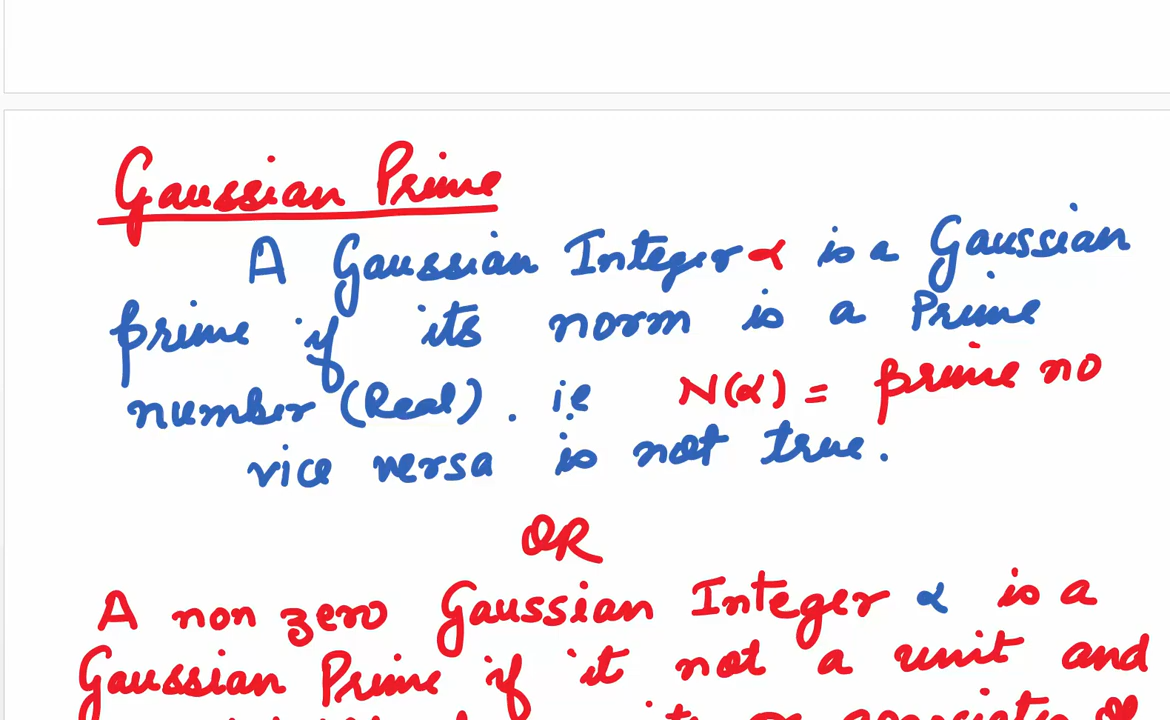 Gaussian Prime
A Gaussian Integer α is a Gaussian
prime if its norm is a Prime
number (Real). i.e N(α) = prime no
vice versa is not true.
OR
A non zero Gaussian Integer α is a
Gaussian Prime if it not a unit and